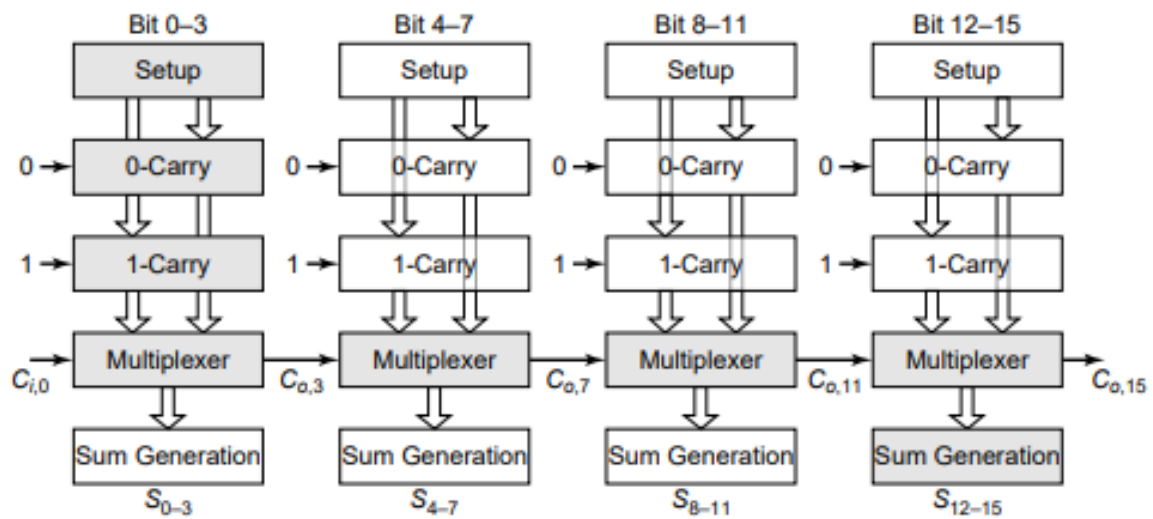 Bit 0–3 Bit 4–7 Bit 8–11 Bit 12–15
Setup Setup Setup Setup
0 0-Carry 0 0-Carry 0 0-Carry 0 0-Carry
1 1-Carry 1 1-Carry 1 1-Carry 1 1-Carry
Multiplexer Multiplexer Multiplexer Multiplexer
Ci,0 Co,3 Co,7 Co,11 Co,15
Sum Generation Sum Generation Sum Generation Sum Generation
S0–3 S4–7 S8–11 S12–15